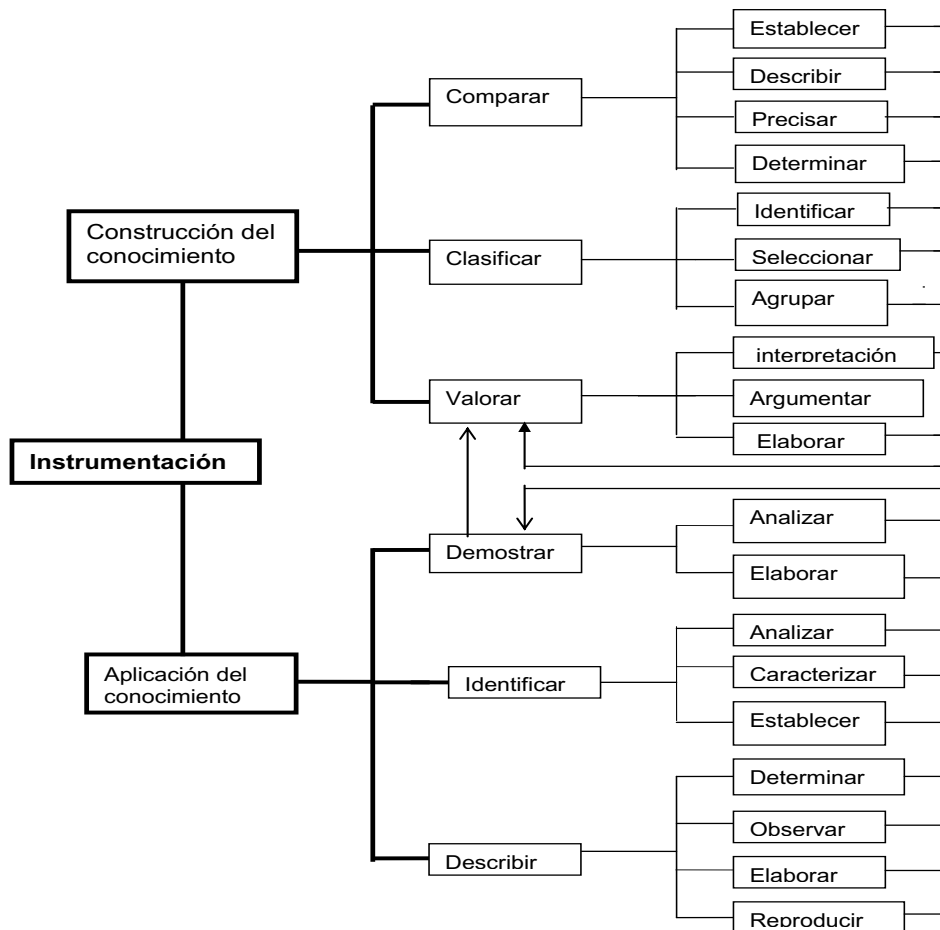 Establecer
Describir
Comparar
Precisar
Determinar
Identificar
Construcción del
conocimiento
Clasificar
Seleccionar
Agrupar
interpretación
Valorar
Argumentar
Elaborar
Instrumentación
Analizar
Demostrar
Elaborar
Analizar
Aplicación del
conocimiento
Identificar
Caracterizar
Establecer
Determinar
Observar
Describir
Elaborar
Reproducir